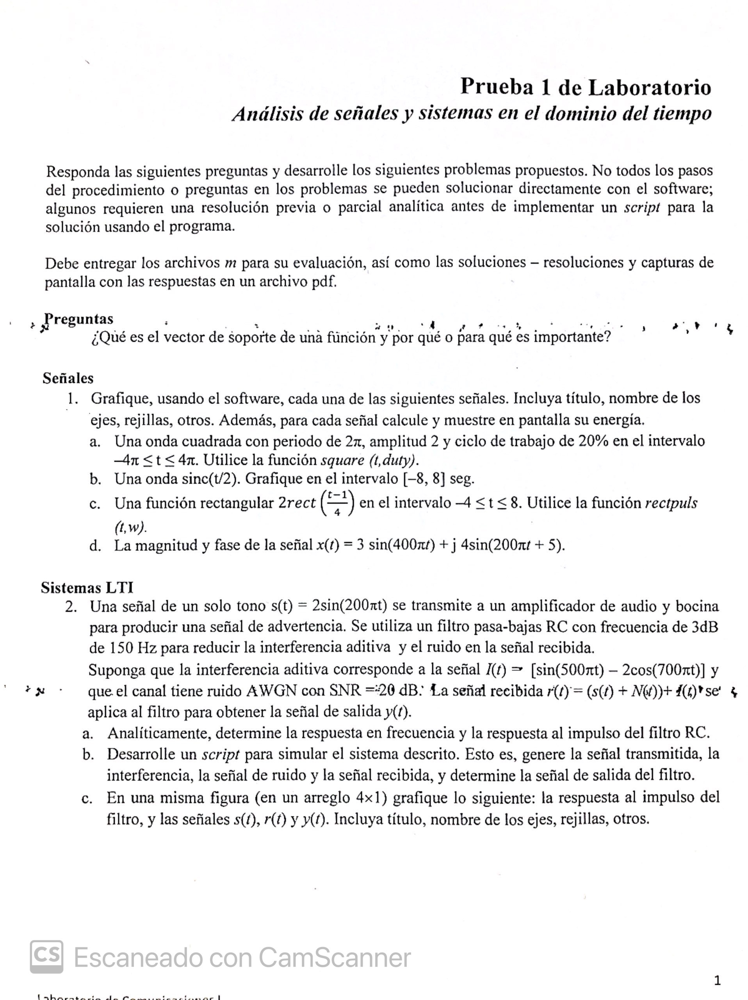 Prueba 1 de Laboratorio
Análisis de señales y sistemas en el dominio del tiempo
Responda las siguientes preguntas y desarrolle los siguientes problemas propuestos. No todos los pasos
del procedimiento o preguntas en los problemas se pueden solucionar directamente con el software;
algunos requieren una resolución previa o parcial analítica antes de implementar un script para la
solución usando el programa.
Debe entregar los archivos m para su evaluación, así como las soluciones – resoluciones y capturas de
pantalla con las respuestas en un archivo pdf.
Preguntas
¿Qué es el vector de soporte de una función y por qué o para qué es importante?
Señales
1. Grafique, usando el software, cada una de las siguientes señales. Incluya título, nombre de los
ejes, rejillas, otros. Además, para cada señal calcule y muestre en pantalla su energía.
a. Una onda cuadrada con periodo de 2π, amplitud 2 y ciclo de trabajo de 20% en el intervalo
–4π ≤ t ≤ 4π. Utilice la función square (t,duty).
b. Una onda sinc(t/2). Grafique en el intervalo [–8, 8] seg.
c. Una función rectangular 2rect((t−1)/4) en el intervalo –4 ≤ t ≤ 8. Utilice la función rectpuls
(t,w).
d. La magnitud y fase de la señal x(t) = 3 sin(400πt) + j 4sin(200πt + 5).
Sistemas LTI
2. Una señal de un solo tono s(t) = 2sin(200πt) se transmite a un amplificador de audio y bocina
para producir una señal de advertencia. Se utiliza un filtro pasa-bajas RC con frecuencia de 3dB
de 150 Hz para reducir la interferencia aditiva y el ruido en la señal recibida.
Suponga que la interferencia aditiva corresponde a la señal I(t) = [sin(500πt) – 2cos(700πt)] y
que el canal tiene ruido AWGN con SNR = 20 dB. La señal recibida r(t) = (s(t) + N(t))+ I(t) se
aplica al filtro para obtener la señal de salida y(t).
a. Analíticamente, determine la respuesta en frecuencia y la respuesta al impulso del filtro RC.
b. Desarrolle un script para simular el sistema descrito. Esto es, genere la señal transmitida, la
interferencia, la señal de ruido y la señal recibida, y determine la señal de salida del filtro.
c. En una misma figura (en un arreglo 4×1) grafique lo siguiente: la respuesta al impulso del
filtro, y las señales s(t), r(t) y y(t). Incluya título, nombre de los ejes, rejillas, otros.
CS Escaneado con CamScanner
1
Laboratorio de Comunicaciones I